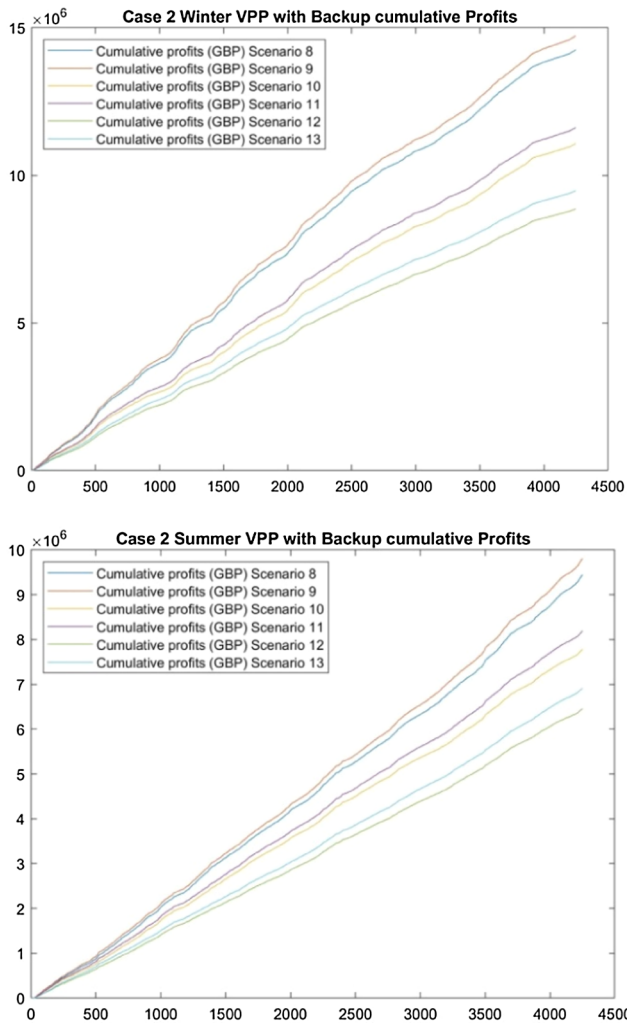 Case 2 Winter VPP with Backup cumulative Profits
×10^6
15
Cumulative profits (GBP) Scenario 8
Cumulative profits (GBP) Scenario 9
Cumulative profits (GBP) Scenario 10
Cumulative profits (GBP) Scenario 11
Cumulative profits (GBP) Scenario 12
Cumulative profits (GBP) Scenario 13
10
5
0
0 500 1000 1500 2000 2500 3000 3500 4000 4500
Case 2 Summer VPP with Backup cumulative Profits
×10^6
10
Cumulative profits (GBP) Scenario 8
9
Cumulative profits (GBP) Scenario 9
Cumulative profits (GBP) Scenario 10
Cumulative profits (GBP) Scenario 11
8
Cumulative profits (GBP) Scenario 12
Cumulative profits (GBP) Scenario 13
7
6
5
4
3
2
1
0
0 500 1000 1500 2000 2500 3000 3500 4000 450